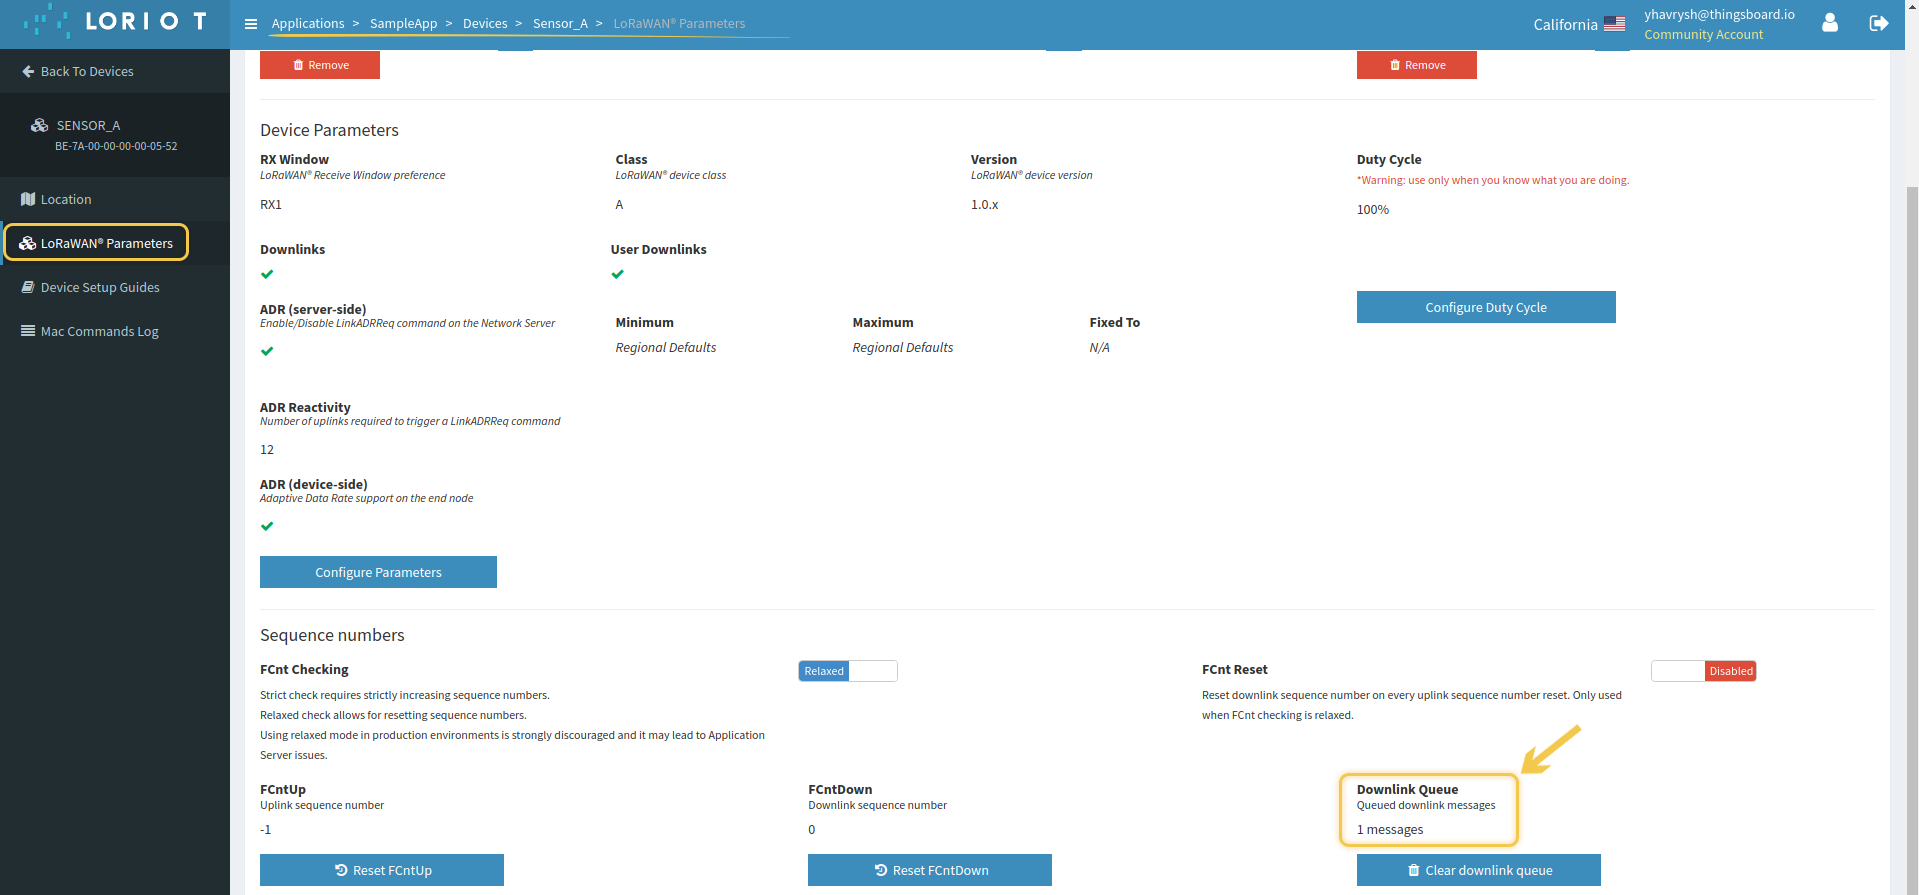 LORIOT
Applications > SampleApp > Devices > Sensor_A > LoRaWAN® Parameters
California
yhavrysh@thingsboard.io
Community Account
Back To Devices
SENSOR_A
BE-7A-00-00-00-00-05-52
Location
LoRaWAN® Parameters
Device Setup Guides
Mac Commands Log
Remove
Remove
Device Parameters
RX Window
LoRaWAN® Receive Window preference
RX1
Class
LoRaWAN® device class
A
Version
LoRaWAN® device version
1.0.x
Duty Cycle
*Warning: use only when you know what you are doing.
100%
Downlinks
User Downlinks
ADR (server-side)
Enable/Disable LinkADRReq command on the Network Server
Minimum
Regional Defaults
Maximum
Regional Defaults
Fixed To
N/A
Configure Duty Cycle
ADR Reactivity
Number of uplinks required to trigger a LinkADRReq command
12
ADR (device-side)
Adaptive Data Rate support on the end node
Configure Parameters
Sequence numbers
FCnt Checking
Relaxed
Strict check requires strictly increasing sequence numbers.
Relaxed check allows for resetting sequence numbers.
Using relaxed mode in production environments is strongly discouraged and it may lead to Application
Server issues.
FCnt Reset
Disabled
Reset downlink sequence number on every uplink sequence number reset. Only used
when FCnt checking is relaxed.
FCntUp
Uplink sequence number
-1
Reset FCntUp
FCntDown
Downlink sequence number
0
Reset FCntDown
Downlink Queue
Queued downlink messages
1 messages
Clear downlink queue